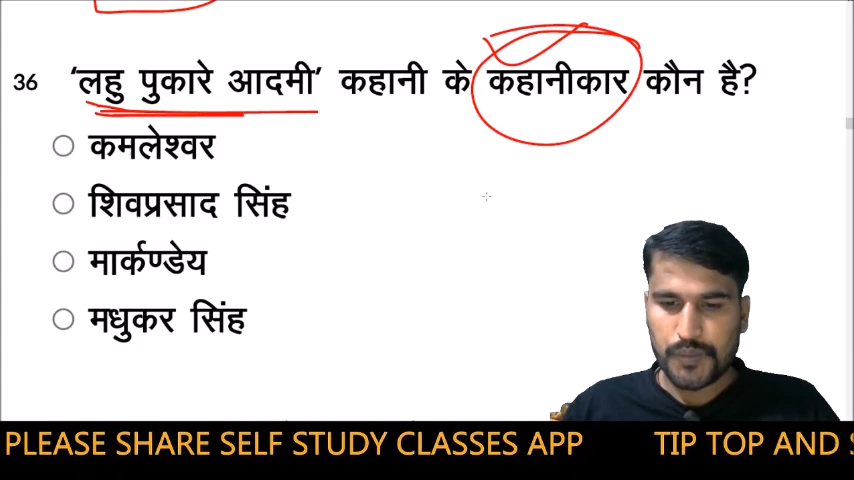 36 ‘लहु पुकारे आदमी’ कहानी के कहानीकार कौन है?
कमलेश्वर
शिवप्रसाद सिंह
मार्कण्डेय
मधुकर सिंह
PLEASE SHARE SELF STUDY CLASSES APP TIP TOP AND S